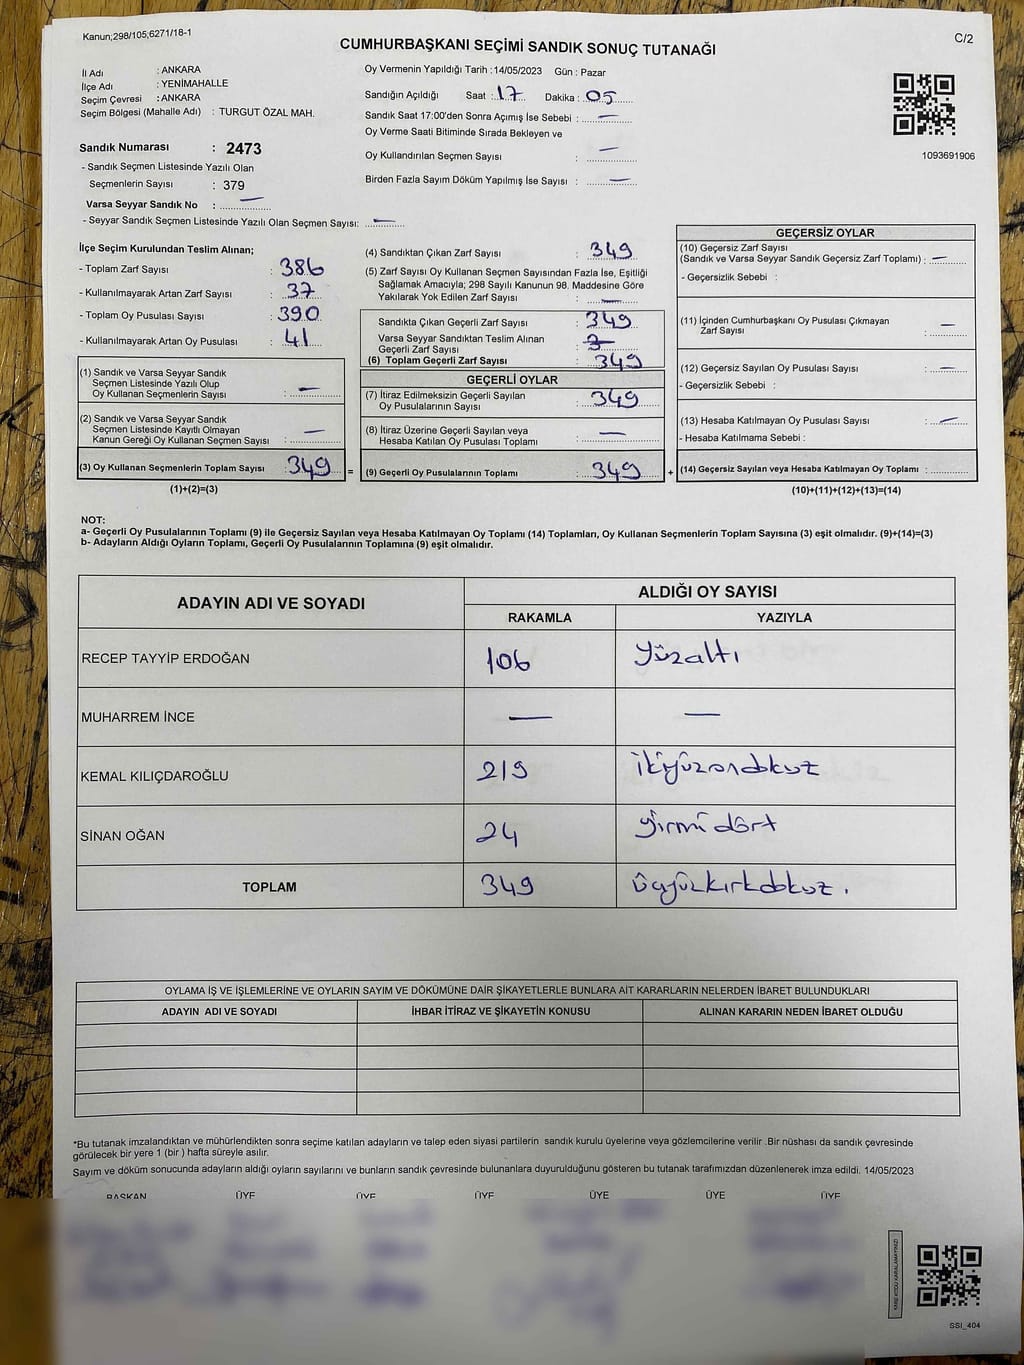 Kanun;298/105;6271/18-1
C/2
CUMHURBAŞKANI SEÇİMİ SANDIK SONUÇ TUTANAĞI
İl Adı : ANKARA
İlçe Adı : YENİMAHALLE
Seçim Çevresi : ANKARA
Seçim Bölgesi (Mahalle Adı) : TURGUT ÖZAL MAH.
Sandık Numarası : 2473
- Sandık Seçmen Listesinde Yazılı Olan
Seçmenlerin Sayısı : 379
Varsa Seyyar Sandık No : —
- Seyyar Sandık Seçmen Listesinde Yazılı Olan Seçmen Sayısı: —
Oy Vermenin Yapıldığı Tarih :14/05/2023 Gün : Pazar
Sandığın Açıldığı Saat : 17 Dakika : 05
Sandık Saat 17:00'den Sonra Açımış İse Sebebi : —
Oy Verme Saati Bitiminde Sırada Bekleyen ve
Oy Kullandırılan Seçmen Sayısı : —
Birden Fazla Sayım Döküm Yapılmış İse Sayısı : —
1093691906
İlçe Seçim Kurulundan Teslim Alınan;
- Toplam Zarf Sayısı : 386
- Kullanılmayarak Artan Zarf Sayısı : 37
- Toplam Oy Pusulası Sayısı : 390
- Kullanılmayarak Artan Oy Pusulası : 41
(1) Sandık ve Varsa Seyyar Sandık
Seçmen Listesinde Yazılı Olup
Oy Kullanan Seçmenlerin Sayısı : —
(2) Sandık ve Varsa Seyyar Sandık
Seçmen Listesinde Kayıtlı Olmayan
Kanun Gereği Oy Kullanan Seçmen Sayısı : —
(3) Oy Kullanan Seçmenlerin Toplam Sayısı : 349 =
(1)+(2)=(3)
(4) Sandıktan Çıkan Zarf Sayısı : 349
(5) Zarf Sayısı Oy Kullanan Seçmen Sayısından Fazla İse, Eşitliği
Sağlamak Amacıyla; 298 Sayılı Kanunun 98. Maddesine Göre
Yakılarak Yok Edilen Zarf Sayısı : —
Sandıkta Çıkan Geçerli Zarf Sayısı : 349
Varsa Seyyar Sandıktan Teslim Alınan
Geçerli Zarf Sayısı :
(6) Toplam Geçerli Zarf Sayısı : 349
GEÇERLİ OYLAR
(7) İtiraz Edilmeksizin Geçerli Sayılan
Oy Pusulalarının Sayısı : 349
(8) İtiraz Üzerine Geçerli Sayılan veya
Hesaba Katılan Oy Pusulası Toplamı : —
(9) Geçerli Oy Pusulalarının Toplamı : 349 +
GEÇERSİZ OYLAR
(10) Geçersiz Zarf Sayısı
(Sandık ve Varsa Seyyar Sandık Geçersiz Zarf Toplamı) : —
- Geçersizlik Sebebi :
(11) İçinden Cumhurbaşkanı Oy Pusulası Çıkmayan
Zarf Sayısı : —
(12) Geçersiz Sayılan Oy Pusulası Sayısı : —
- Geçersizlik Sebebi :
(13) Hesaba Katılmayan Oy Pusulası Sayısı : —
- Hesaba Katılmama Sebebi :
(14) Geçersiz Sayılan veya Hesaba Katılmayan Oy Toplamı :
(10)+(11)+(12)+(13)=(14)
NOT:
a- Geçerli Oy Pusulalarının Toplamı (9) ile Geçersiz Sayılan veya Hesaba Katılmayan Oy Toplamı (14) Toplamları, Oy Kullanan Seçmenlerin Toplam Sayısına (3) eşit olmalıdır. (9)+(14)=(3)
b- Adayların Aldığı Oyların Toplamı, Geçerli Oy Pusulalarının Toplamına (9) eşit olmalıdır.
ADAYIN ADI VE SOYADI
ALDIĞI OY SAYISI
RAKAMLA YAZIYLA
RECEP TAYYİP ERDOĞAN 106 Yüzaltı
MUHARREM İNCE — —
KEMAL KILIÇDAROĞLU 219 ikiyüzondokuz
SİNAN OĞAN 24 yirmidört
TOPLAM 349 üçyüzkırkdokuz.
OYLAMA İŞ VE İŞLEMLERİNE VE OYLARIN SAYIM VE DÖKÜMÜNE DAİR ŞİKAYETLERLE BUNLARA AİT KARARLARIN NELERDEN İBARET BULUNDUKLARI
ADAYIN ADI VE SOYADI İHBAR İTİRAZ VE ŞİKAYETİN KONUSU ALINAN KARARIN NEDEN İBARET OLDUĞU
*Bu tutanak imzalandıktan ve mühürlendikten sonra seçime katılan adayların ve talep eden siyasi partilerin sandık kurulu üyelerine veya gözlemcilerine verilir .Bir nüshası da sandık çevresinde
görülecek bir yere 1 (bir ) hafta süreyle asılır.
Sayım ve döküm sonucunda adayların aldığı oyların sayılarını ve bunların sandık çevresinde bulunanlara duyurulduğunu gösteren bu tutanak tarafımızdan düzenlenerek imza edildi. 14/05/2023
BAŞKAN ÜYE ÜYE ÜYE ÜYE ÜYE ÜYE
KARE KODU KARALAMAYINIZ!
SSI_404